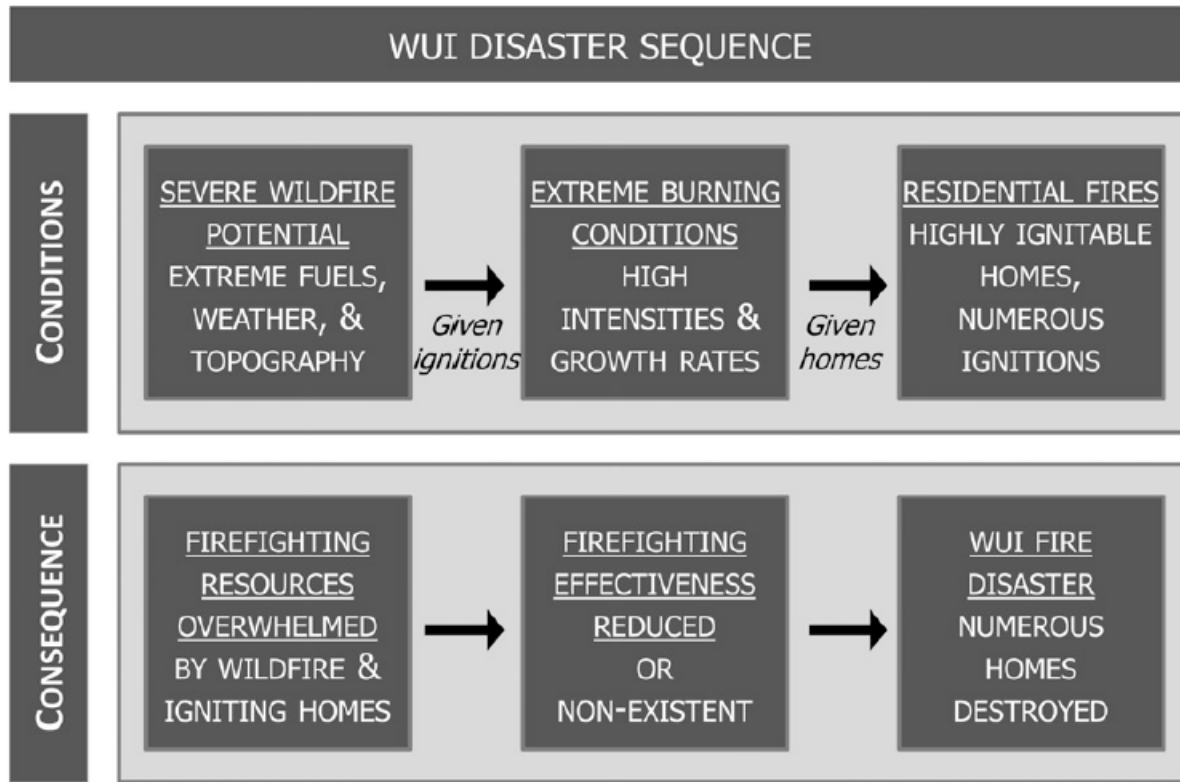 WUI DISASTER SEQUENCE
CONDITIONS
SEVERE WILDFIRE
POTENTIAL
EXTREME FUELS,
WEATHER, &
TOPOGRAPHY
Given
ignitions
EXTREME BURNING
CONDITIONS
HIGH
INTENSITIES &
GROWTH RATES
Given
homes
RESIDENTIAL FIRES
HIGHLY IGNITABLE
HOMES,
NUMEROUS
IGNITIONS
CONSEQUENCE
FIREFIGHTING
RESOURCES
OVERWHELMED
BY WILDFIRE &
IGNITING HOMES
FIREFIGHTING
EFFECTIVENESS
REDUCED
OR
NON-EXISTENT
WUI FIRE
DISASTER
NUMEROUS
HOMES
DESTROYED